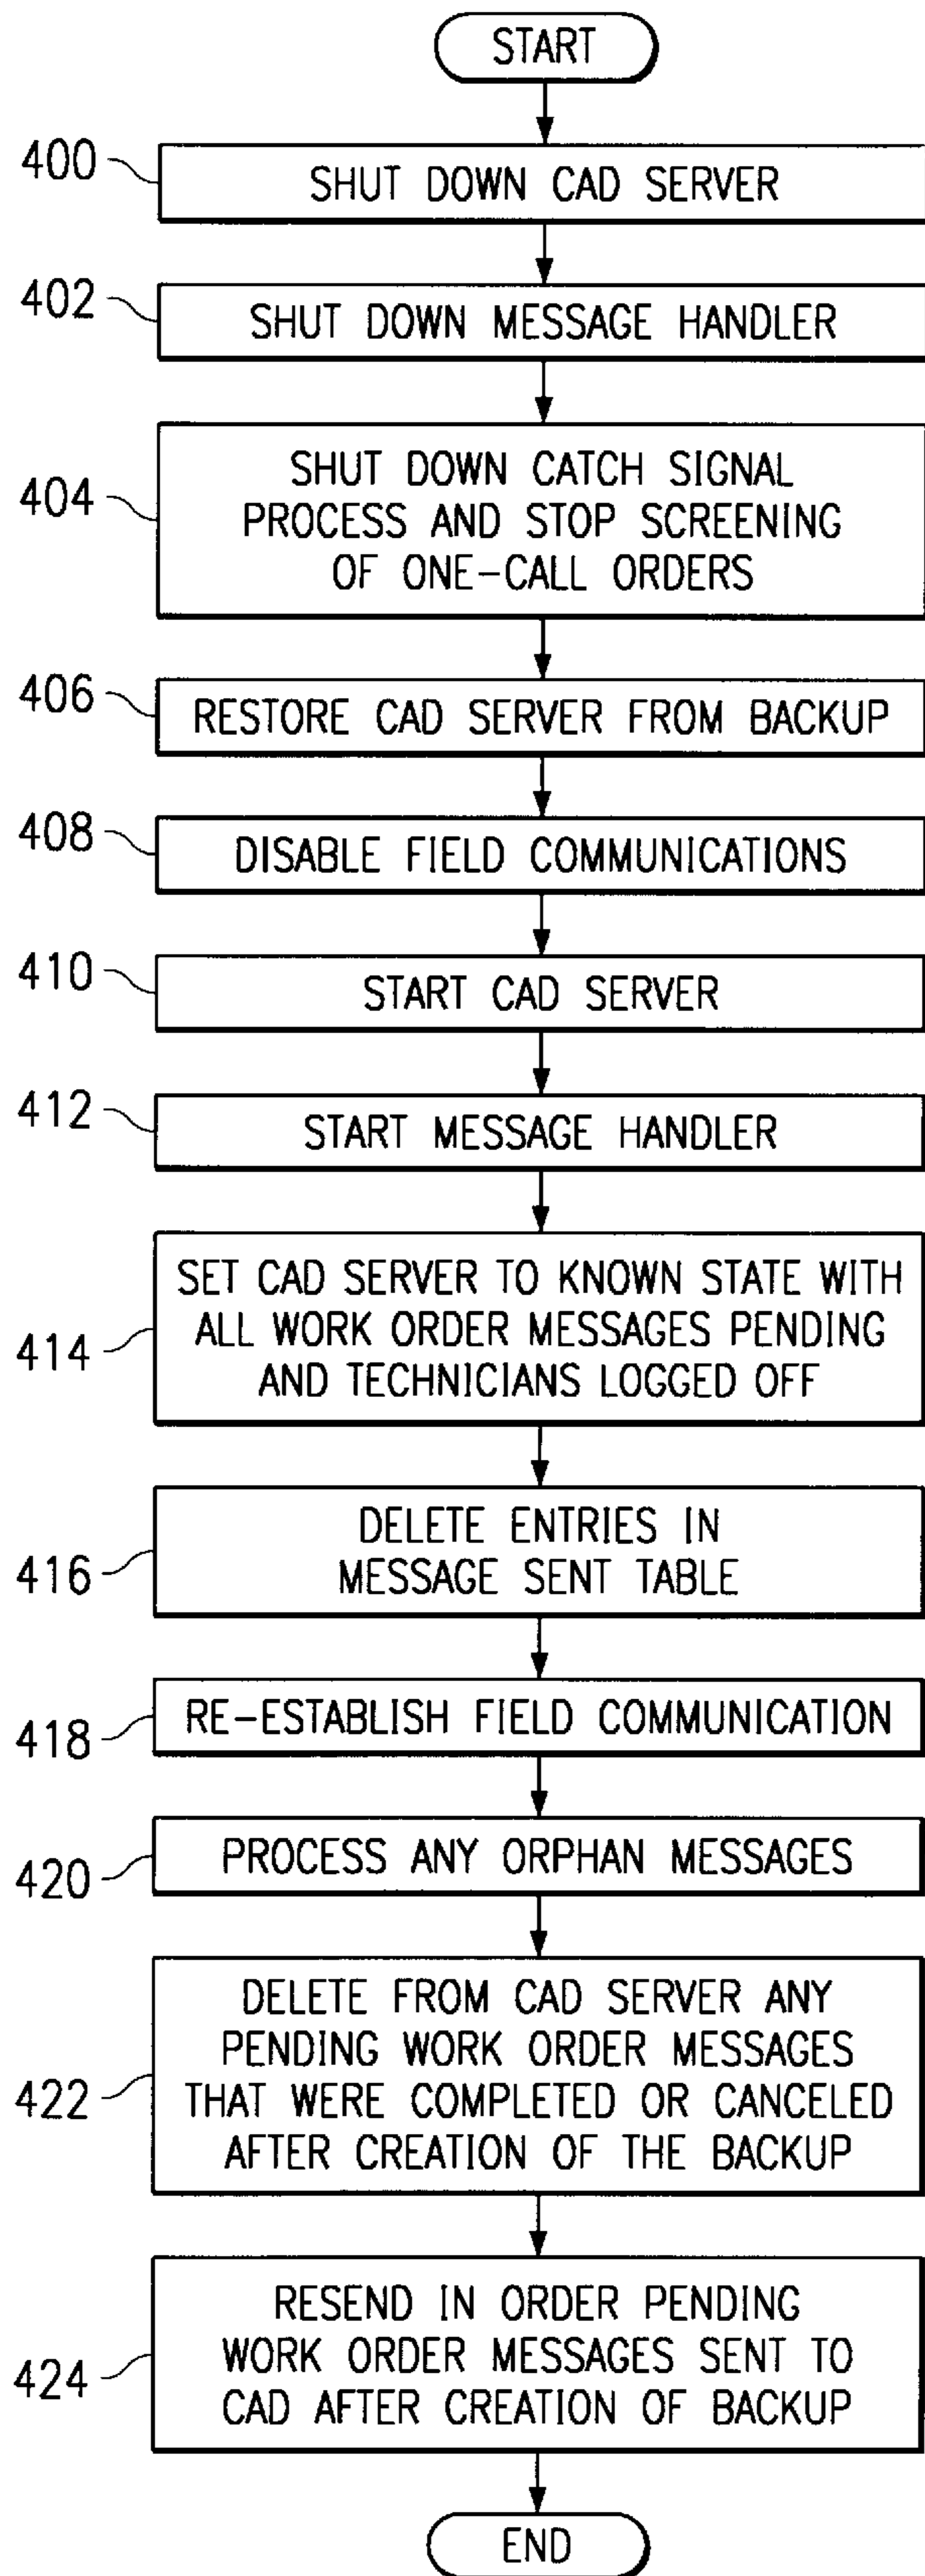 START
400
SHUT DOWN CAD SERVER
402
SHUT DOWN MESSAGE HANDLER
404
SHUT DOWN CATCH SIGNAL
PROCESS AND STOP SCREENING
OF ONE-CALL ORDERS
406
RESTORE CAD SERVER FROM BACKUP
408
DISABLE FIELD COMMUNICATIONS
410
START CAD SERVER
412
START MESSAGE HANDLER
414
SET CAD SERVER TO KNOWN STATE WITH
ALL WORK ORDER MESSAGES PENDING
AND TECHNICIANS LOGGED OFF
416
DELETE ENTRIES IN
MESSAGE SENT TABLE
418
RE-ESTABLISH FIELD COMMUNICATION
420
PROCESS ANY ORPHAN MESSAGES
422
DELETE FROM CAD SERVER ANY
PENDING WORK ORDER MESSAGES
THAT WERE COMPLETED OR CANCELED
AFTER CREATION OF THE BACKUP
424
RESEND IN ORDER PENDING
WORK ORDER MESSAGES SENT TO
CAD AFTER CREATION OF BACKUP
END